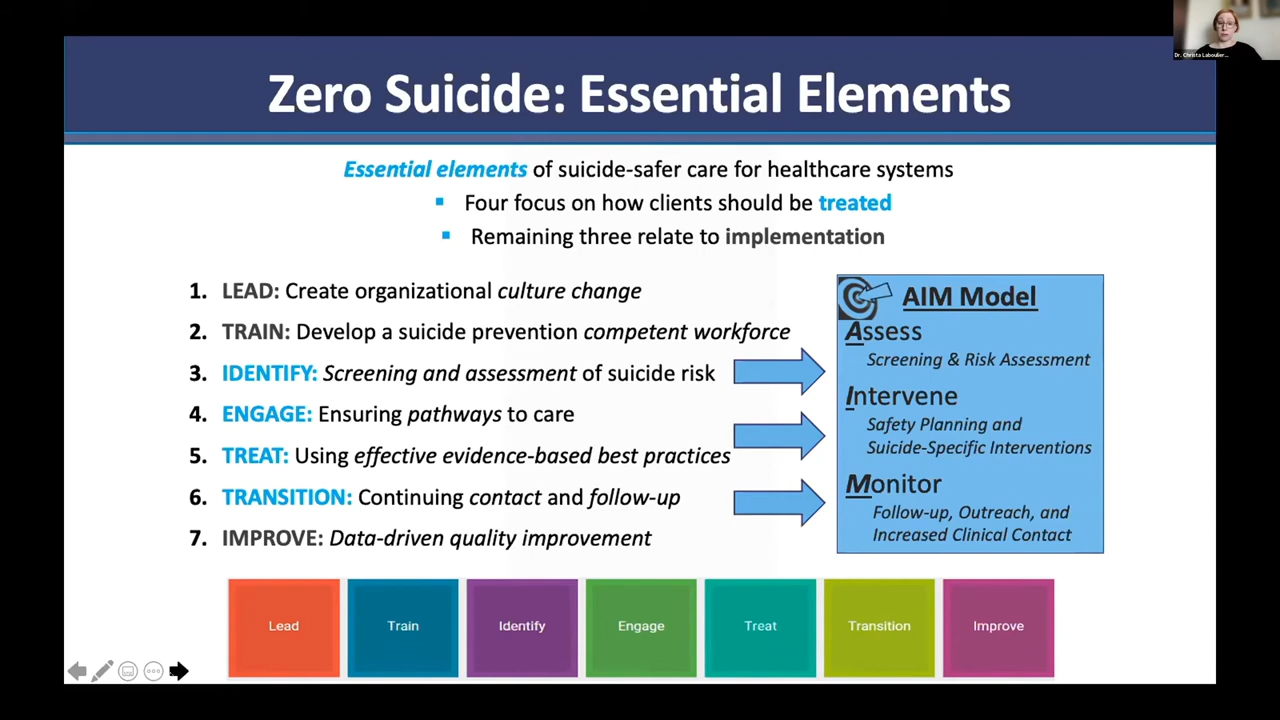 Dr. Christa Labouller...
Zero Suicide: Essential Elements
Essential elements of suicide-safer care for healthcare systems
▪ Four focus on how clients should be treated
▪ Remaining three relate to implementation
1. LEAD: Create organizational culture change
2. TRAIN: Develop a suicide prevention competent workforce
3. IDENTIFY: Screening and assessment of suicide risk
4. ENGAGE: Ensuring pathways to care
5. TREAT: Using effective evidence-based best practices
6. TRANSITION: Continuing contact and follow-up
7. IMPROVE: Data-driven quality improvement
AIM Model
Assess
Screening & Risk Assessment
Intervene
Safety Planning and
Suicide-Specific Interventions
Monitor
Follow-up, Outreach, and
Increased Clinical Contact
Lead Train Identify Engage Treat Transition Improve